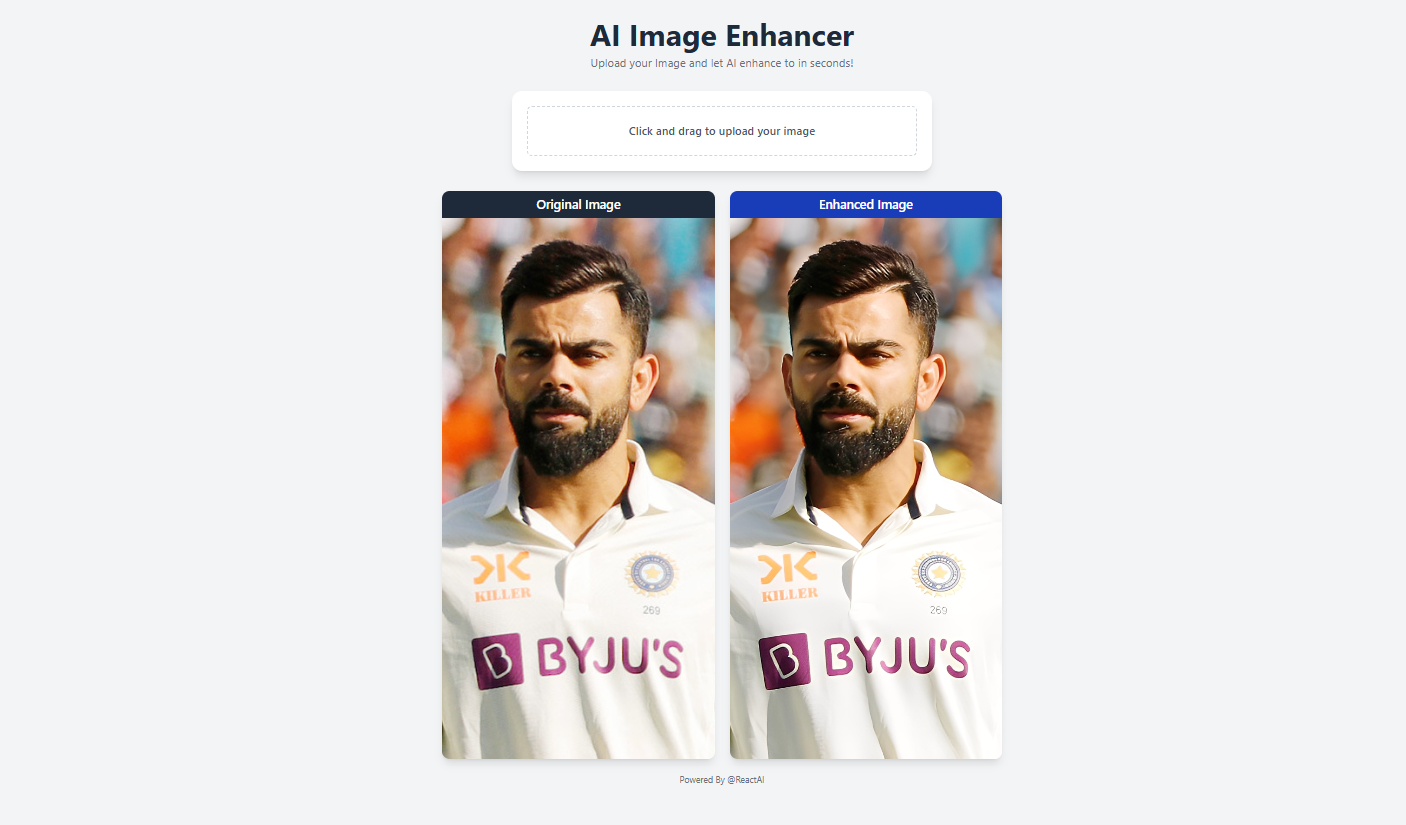 AI Image Enhancer
Upload your Image and let AI enhance to in seconds!
Click and drag to upload your image
Original Image
Enhanced Image
KILLER
269
B BYJU'S
KILLER
269
B BYJU'S
Powered By @ReactAI